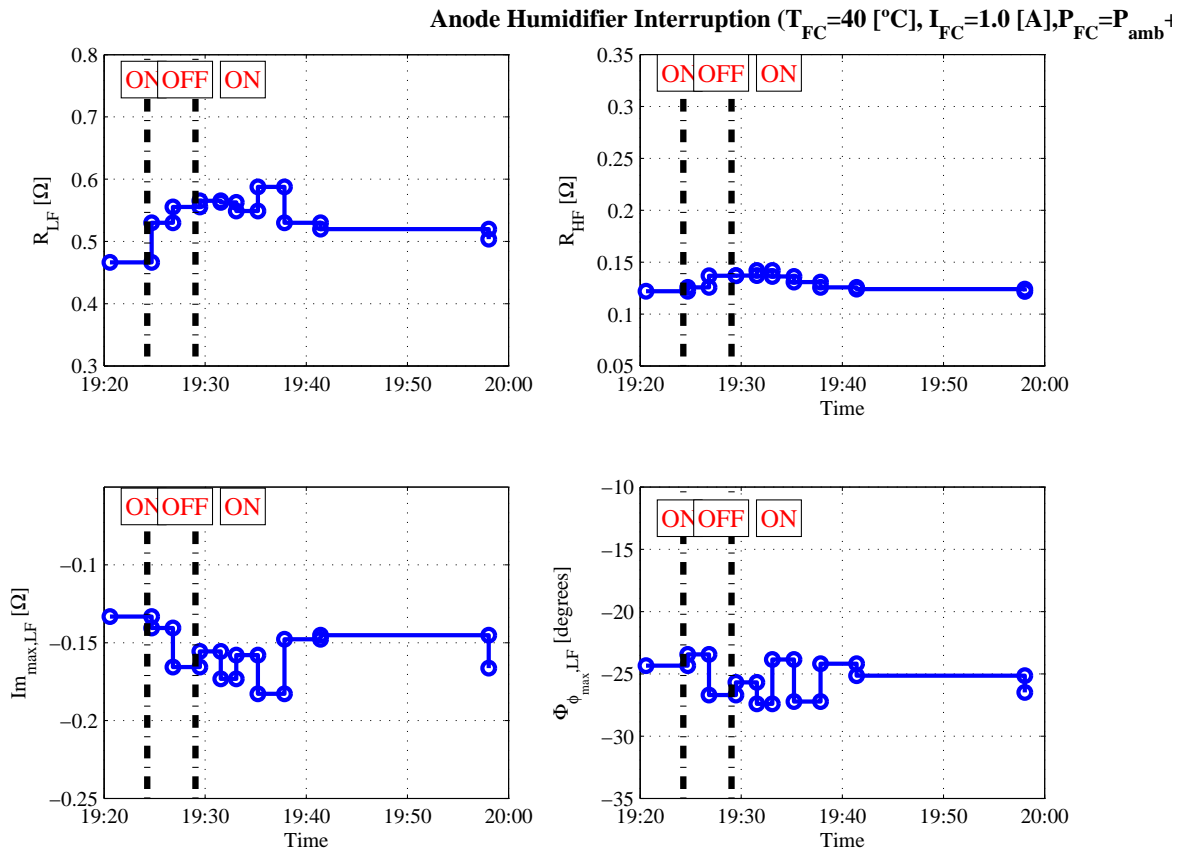 Anode Humidifier Interruption (T_FC=40 [ºC], I_FC=1.0 [A],P_FC=P_amb+
0.8
0.7
0.6
0.5
0.4
0.3
R_LF [Ω]
ON OFF ON
19:20 19:30 19:40 19:50 20:00
0.35
0.3
0.25
0.2
0.15
0.1
0.05
R_HF [Ω]
ON OFF ON
19:20 19:30 19:40 19:50 20:00
Time
−0.1
−0.15
−0.2
−0.25
Im_max,LF [Ω]
ON OFF ON
19:20 19:30 19:40 19:50 20:00
Time
−10
−15
−20
−25
−30
−35
Φ_ϕ_max,LF [degrees]
ON OFF ON
19:20 19:30 19:40 19:50 20:00
Time